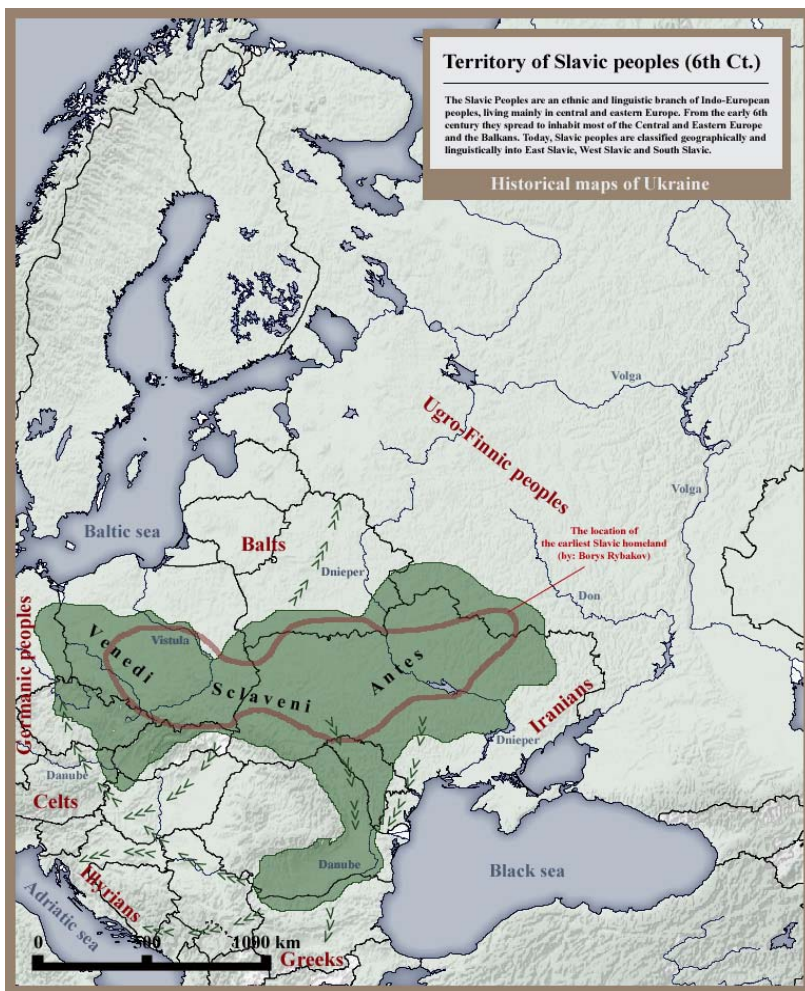 Territory of Slavic peoples (6th Ct.)
The Slavic Peoples are an ethnic and linguistic branch of Indo-European
peoples, living mainly in central and eastern Europe. From the early 6th
century they spread to inhabit most of the Central and Eastern Europe
and the Balkans. Today, Slavic peoples are classified geographically and
linguistically into East Slavic, West Slavic and South Slavic.
Historical maps of Ukraine
Volga
Ugro-Finnic peoples
Volga
Baltic sea
Balts
The location of
the earliest Slavic homeland
(by: Borys Rybakov)
Dnieper
Don
Germanic peoples
Venedi
Vistula
Sclaveni
Antes
Iranians
Dnieper
Danube
Celts
Danube
Black sea
Illyrians
Adriatic sea
0 500 1000 km
Greeks